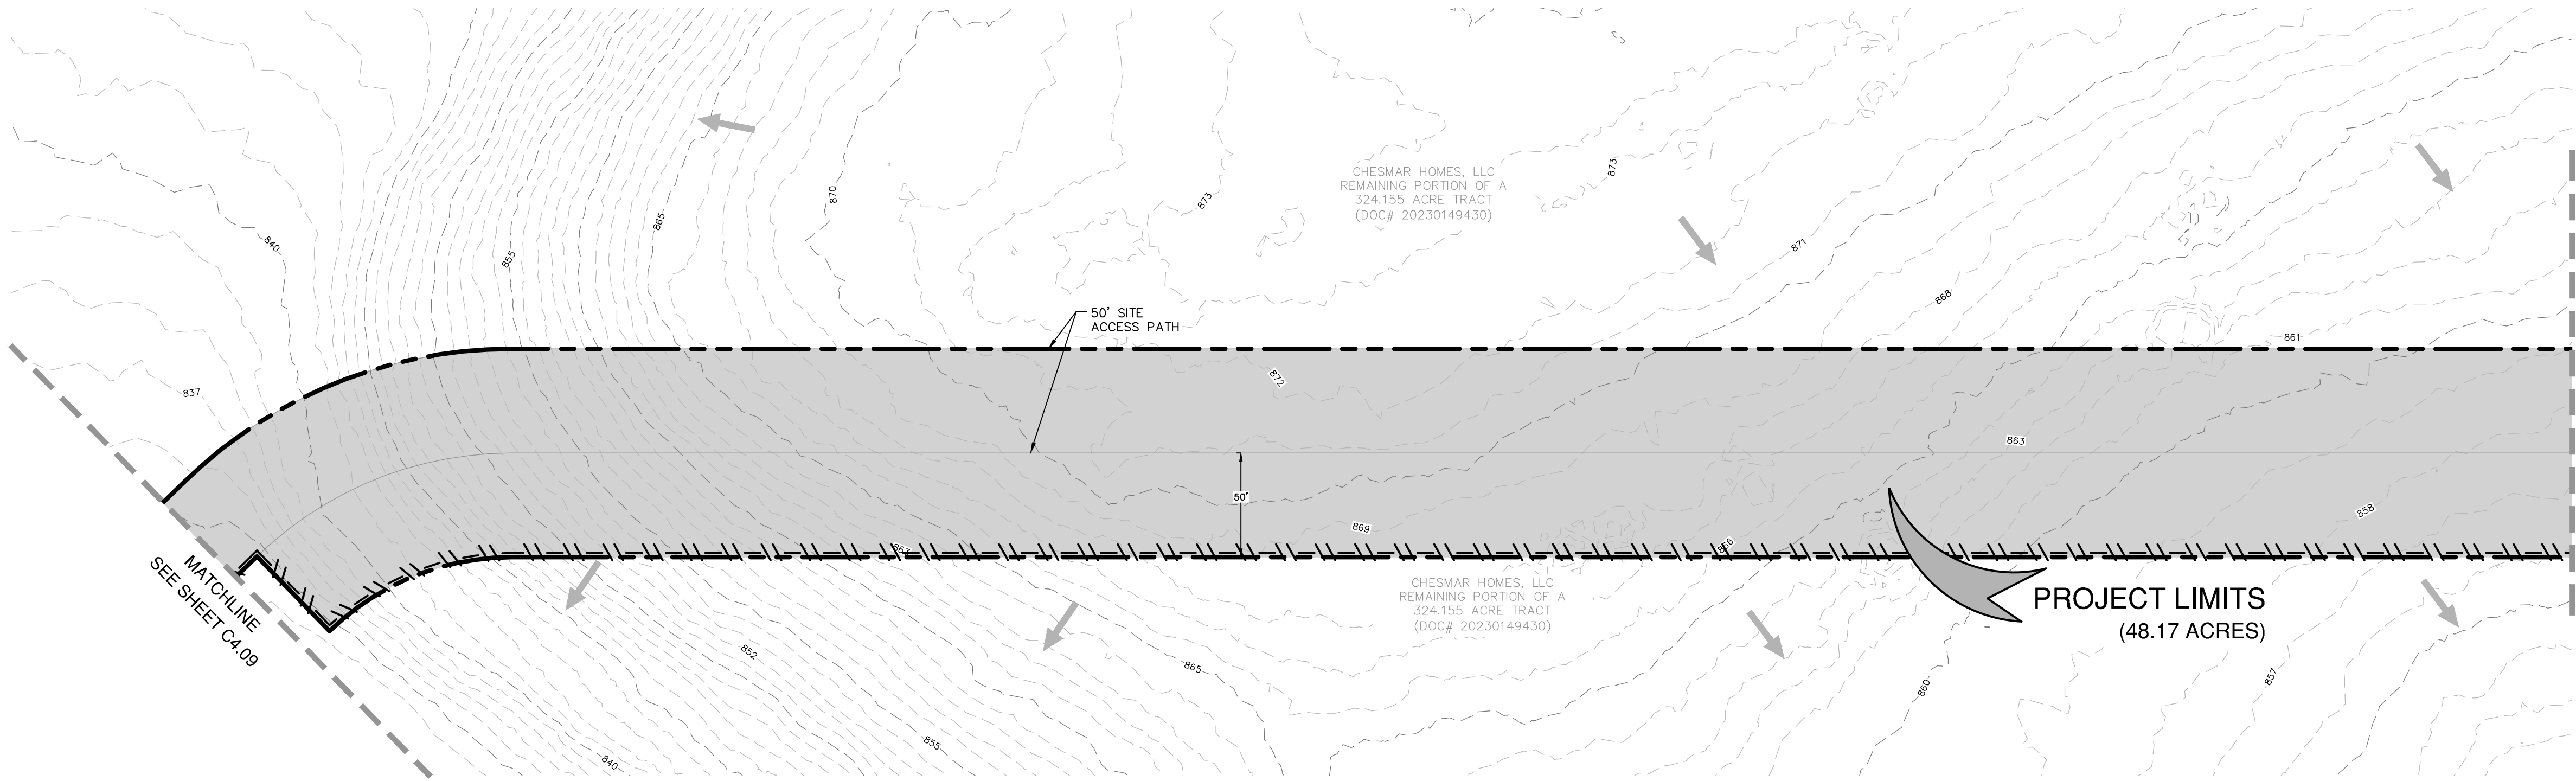 873
CHESMAR HOMES, LLC
REMAINING PORTION OF A
324.155 ACRE TRACT
(DOC# 20230149430)
870
873
865
840
855
871
868
50' SITE
ACCESS PATH
861
872
837
863
50'
858
869
867
866
MATCHLINE
SEE SHEET C4.09
CHESMAR HOMES, LLC
REMAINING PORTION OF A
324.155 ACRE TRACT
(DOC# 20230149430)
PROJECT LIMITS
(48.17 ACRES)
852
865
857
860
855
840